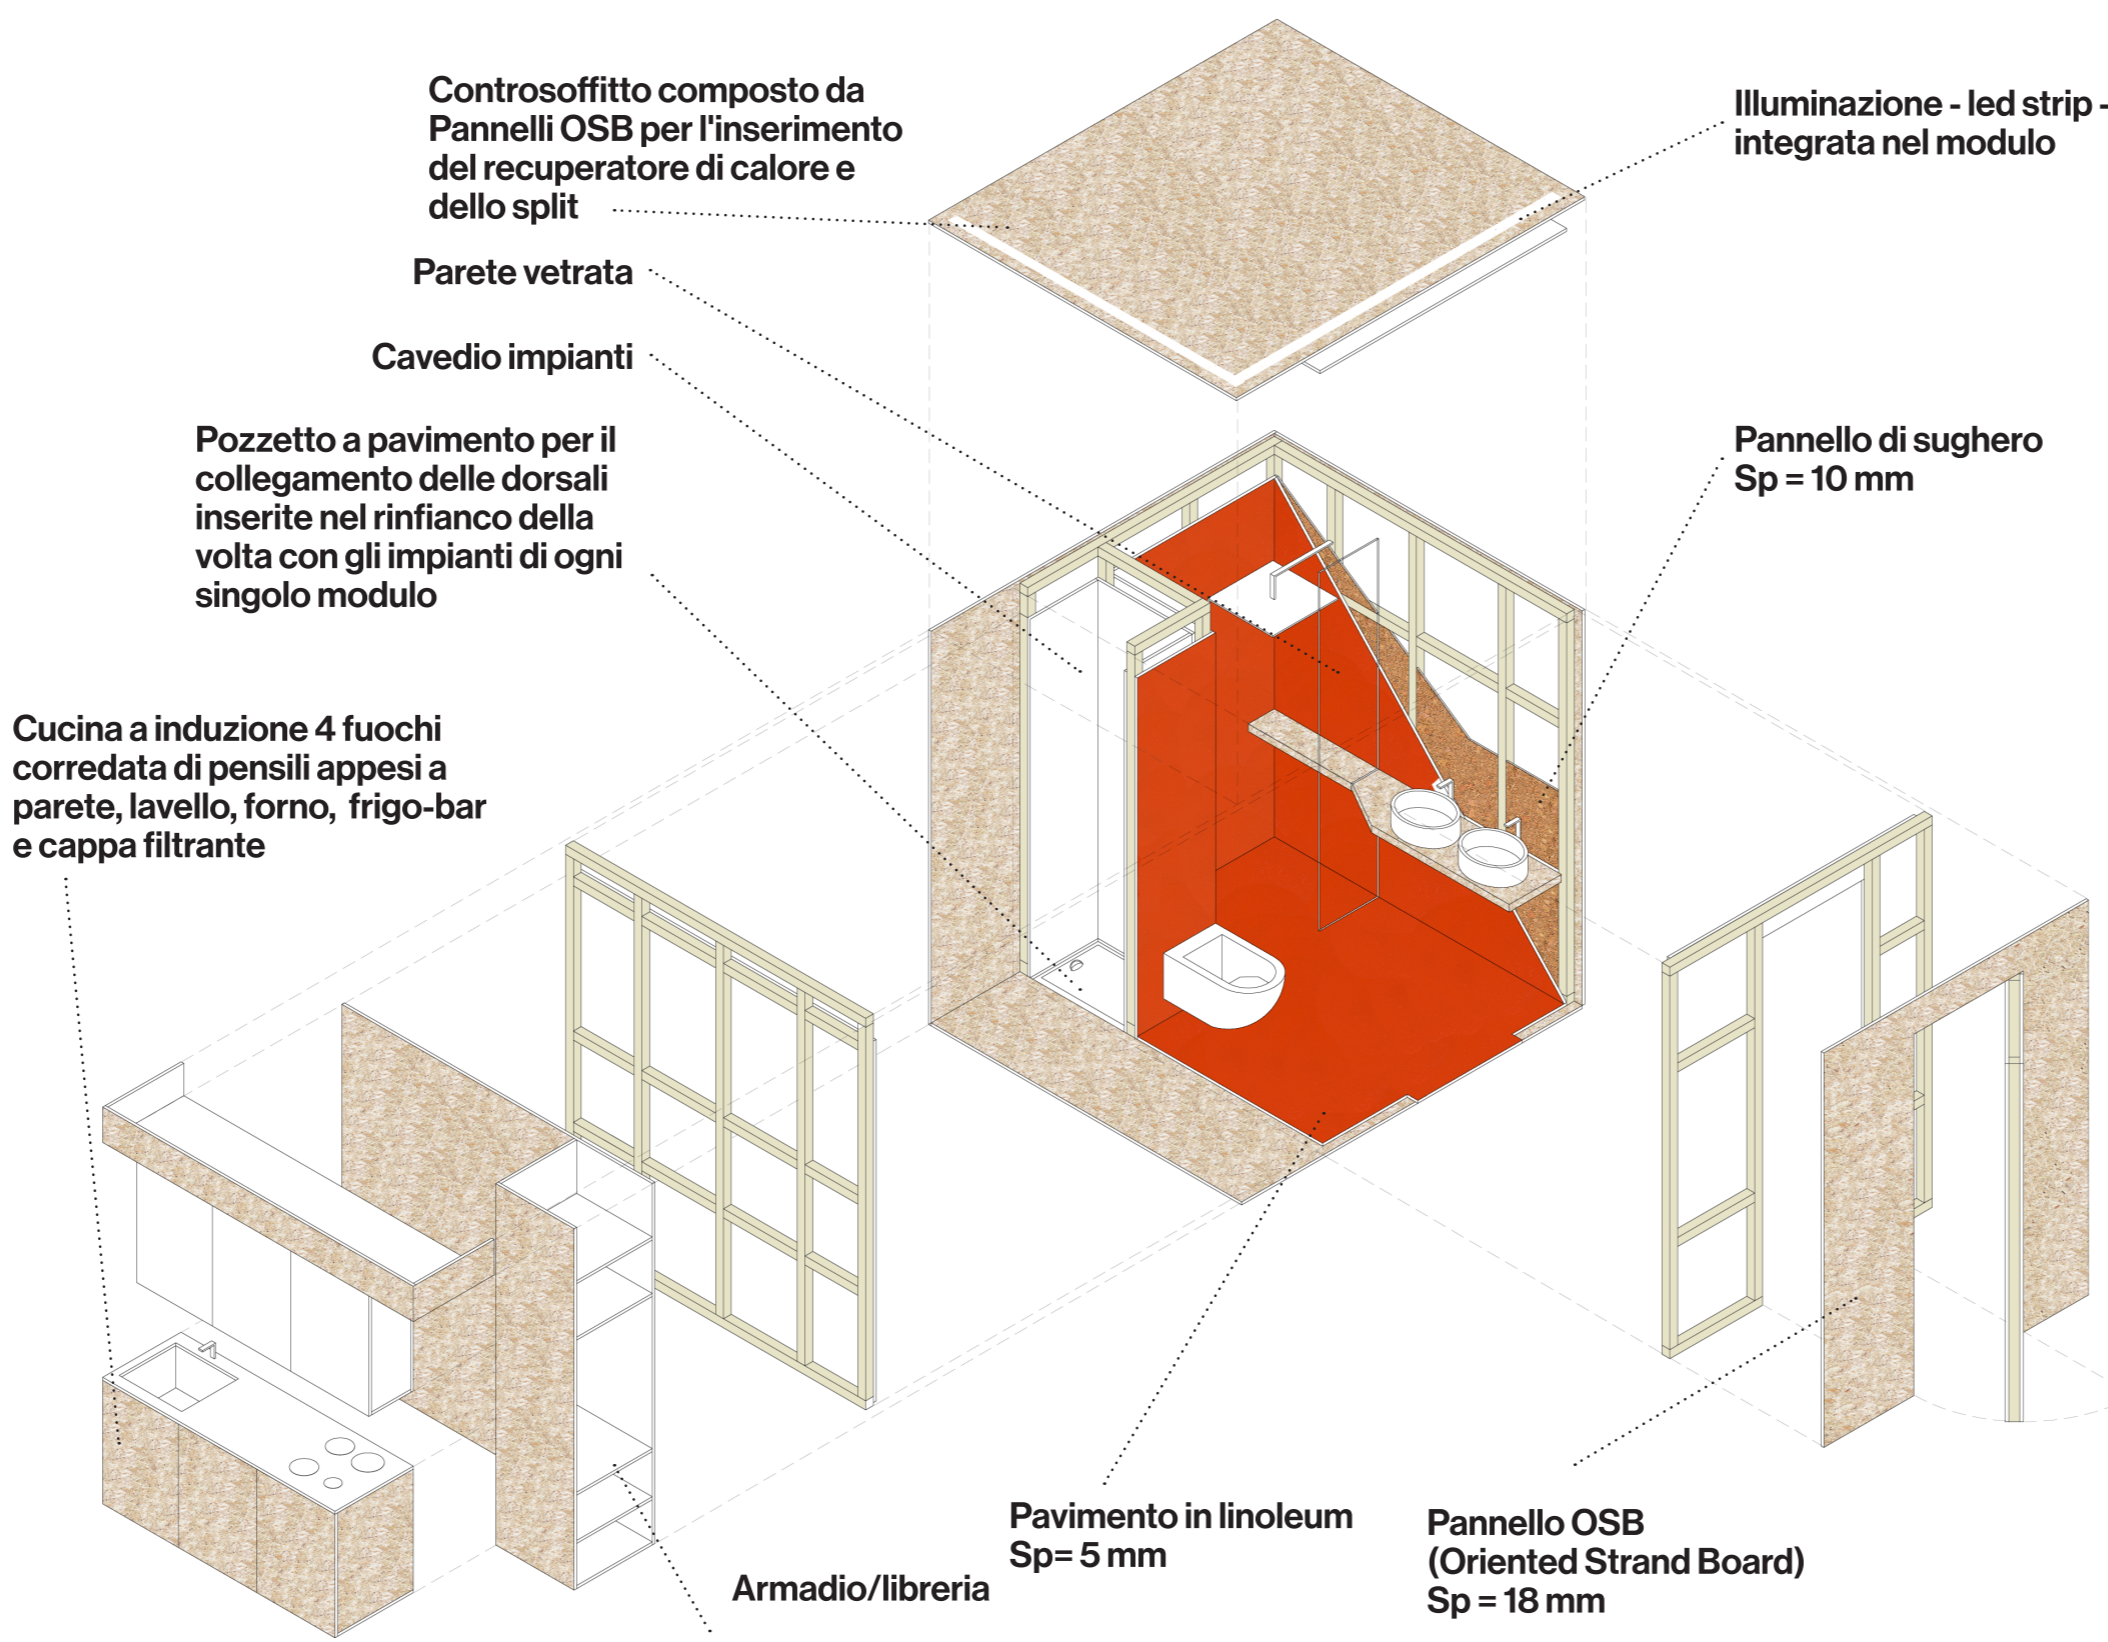 Controsoffitto composto da
Pannelli OSB per l'inserimento
del recuperatore di calore e
dello split
Illuminazione - led strip -
integrata nel modulo
Parete vetrata
Cavedio impianti
Pozzetto a pavimento per il
collegamento delle dorsali
inserite nel rinfianco della
volta con gli impianti di ogni
singolo modulo
Pannello di sughero
Sp = 10 mm
Cucina a induzione 4 fuochi
corredata di pensili appesi a
parete, lavello, forno, frigo-bar
e cappa filtrante
Armadio/libreria
Pavimento in linoleum
Sp= 5 mm
Pannello OSB
(Oriented Strand Board)
Sp = 18 mm